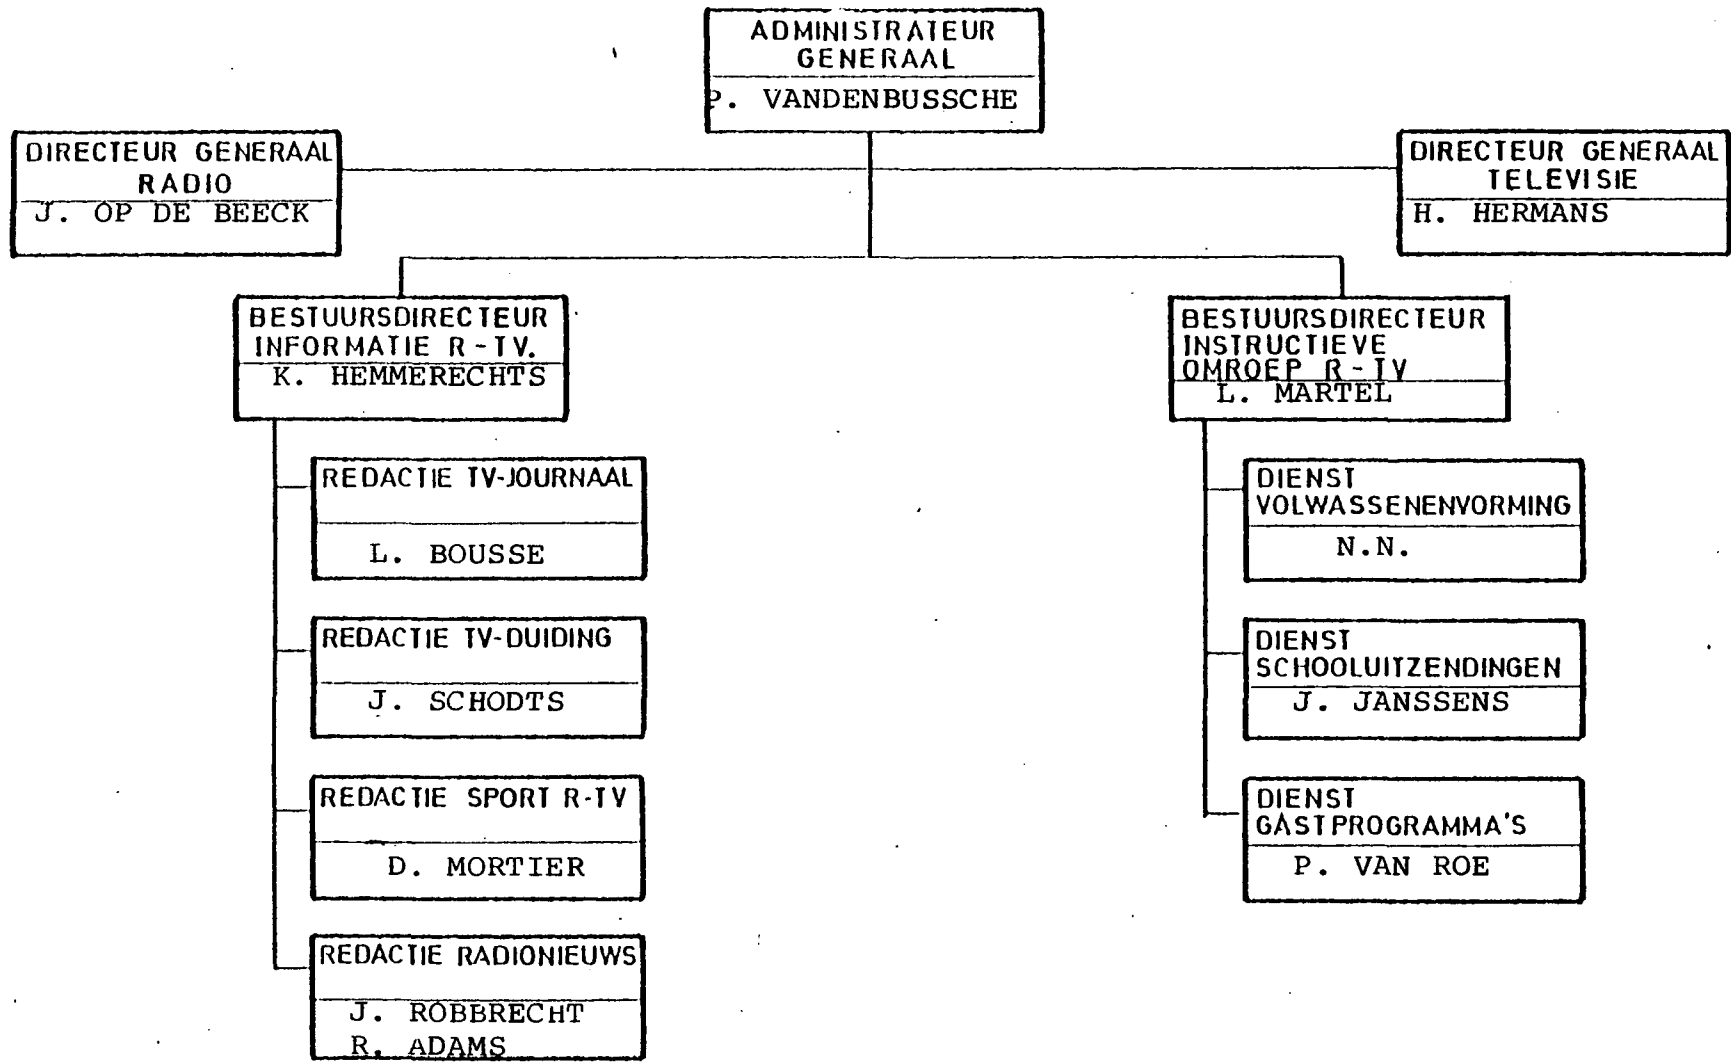 ADMINISTRATEUR
GENERAAL
P. VANDENBUSSCHE
DIRECTEUR GENERAAL
RADIO
J. OP DE BEECK
DIRECTEUR GENERAAL
TELEVISIE
H. HERMANS
BESTUURSDIRECTEUR
INFORMATIE R-TV.
K. HEMMERECHTS
REDACTIE TV-JOURNAAL
L. BOUSSE
REDACTIE TV-DUIDING
J. SCHODTS
REDACTIE SPORT R-TV
D. MORTIER
REDACTIE RADIONIEUWS
J. ROBBRECHT
R. ADAMS
BESTUURSDIRECTEUR
INSTRUCTIEVE
OMROEP R-TV
L. MARTEL
DIENST
VOLWASSENENVORMING
N.N.
DIENST
SCHOOLUITZENDINGEN
J. JANSSENS
DIENST
GASTPROGRAMMA'S
P. VAN ROE